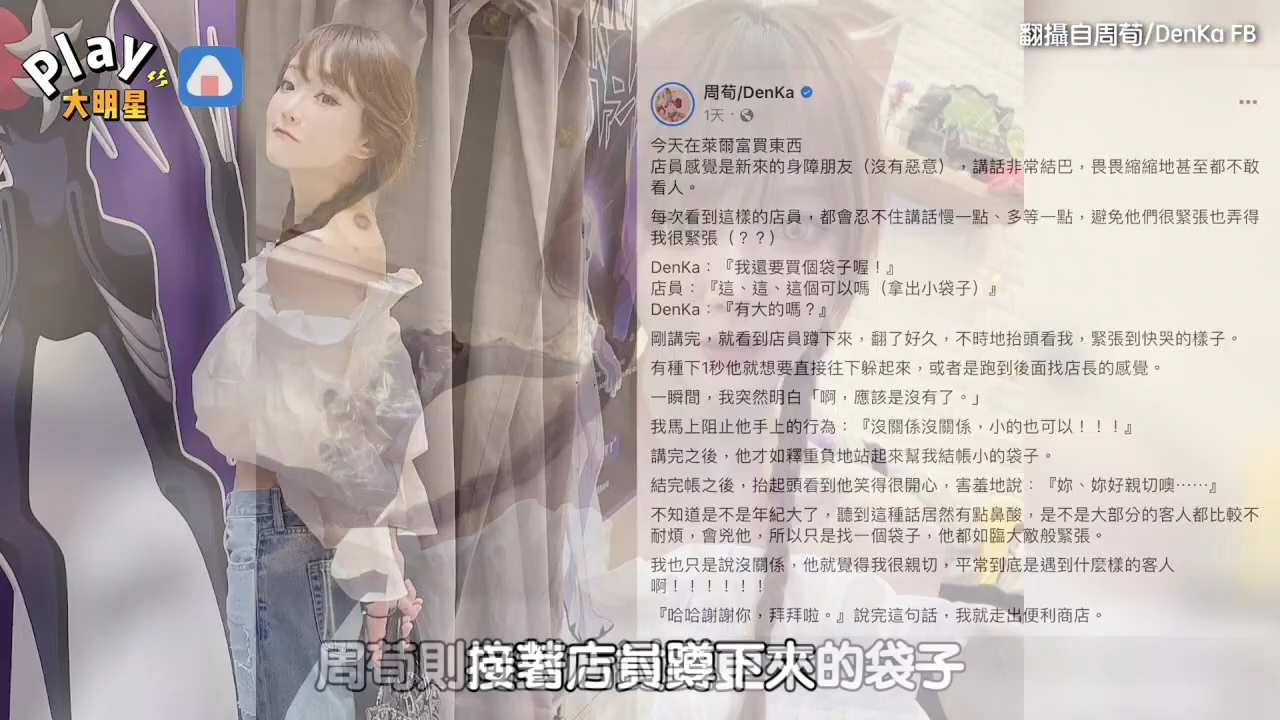 Play
大明星
翻攝自周荀/DenKa FB
周荀/DenKa
1天
今天在萊爾富買東西
店員感覺是新來的身障朋友（沒有惡意），講話非常結巴，畏畏縮縮地甚至都不敢
看人。
每次看到這樣的店員，都會忍不住講話慢一點、多等一點，避免他們很緊張也弄得
我很緊張（？？）
DenKa：『我還要買個袋子喔！』
店員：『這、這、這個可以嗎（拿出小袋子）』
DenKa：『有大的嗎？』
剛講完，就看到店員蹲下來，翻了好久，不時地抬頭看我，緊張到快哭的樣子。
有種下1秒他就想要直接往下躲起來，或者是跑到後面找店長的感覺。
一瞬間，我突然明白「啊，應該是沒有了。」
我馬上阻止他手上的行為：『沒關係沒關係，小的也可以！！！』
講完之後，他才如釋重負地站起來幫我結帳小的袋子。
結完帳之後，抬起頭看到他笑得很開心，害羞地說：『妳、妳好親切噢⋯⋯』
不知道是不是年紀大了，聽到這種話居然有點鼻酸，是不是大部分的客人都比較不
耐煩，會兇他，所以只是找一個袋子，他都如臨大敵般緊張。
我也只是說沒關係，他就覺得我很親切，平常到底是遇到什麼樣的客人
啊！！！！！！
『哈哈謝謝你，拜拜啦。』說完這句話，我就走出便利商店。
周荀則
接著店員蹲下來
的袋子